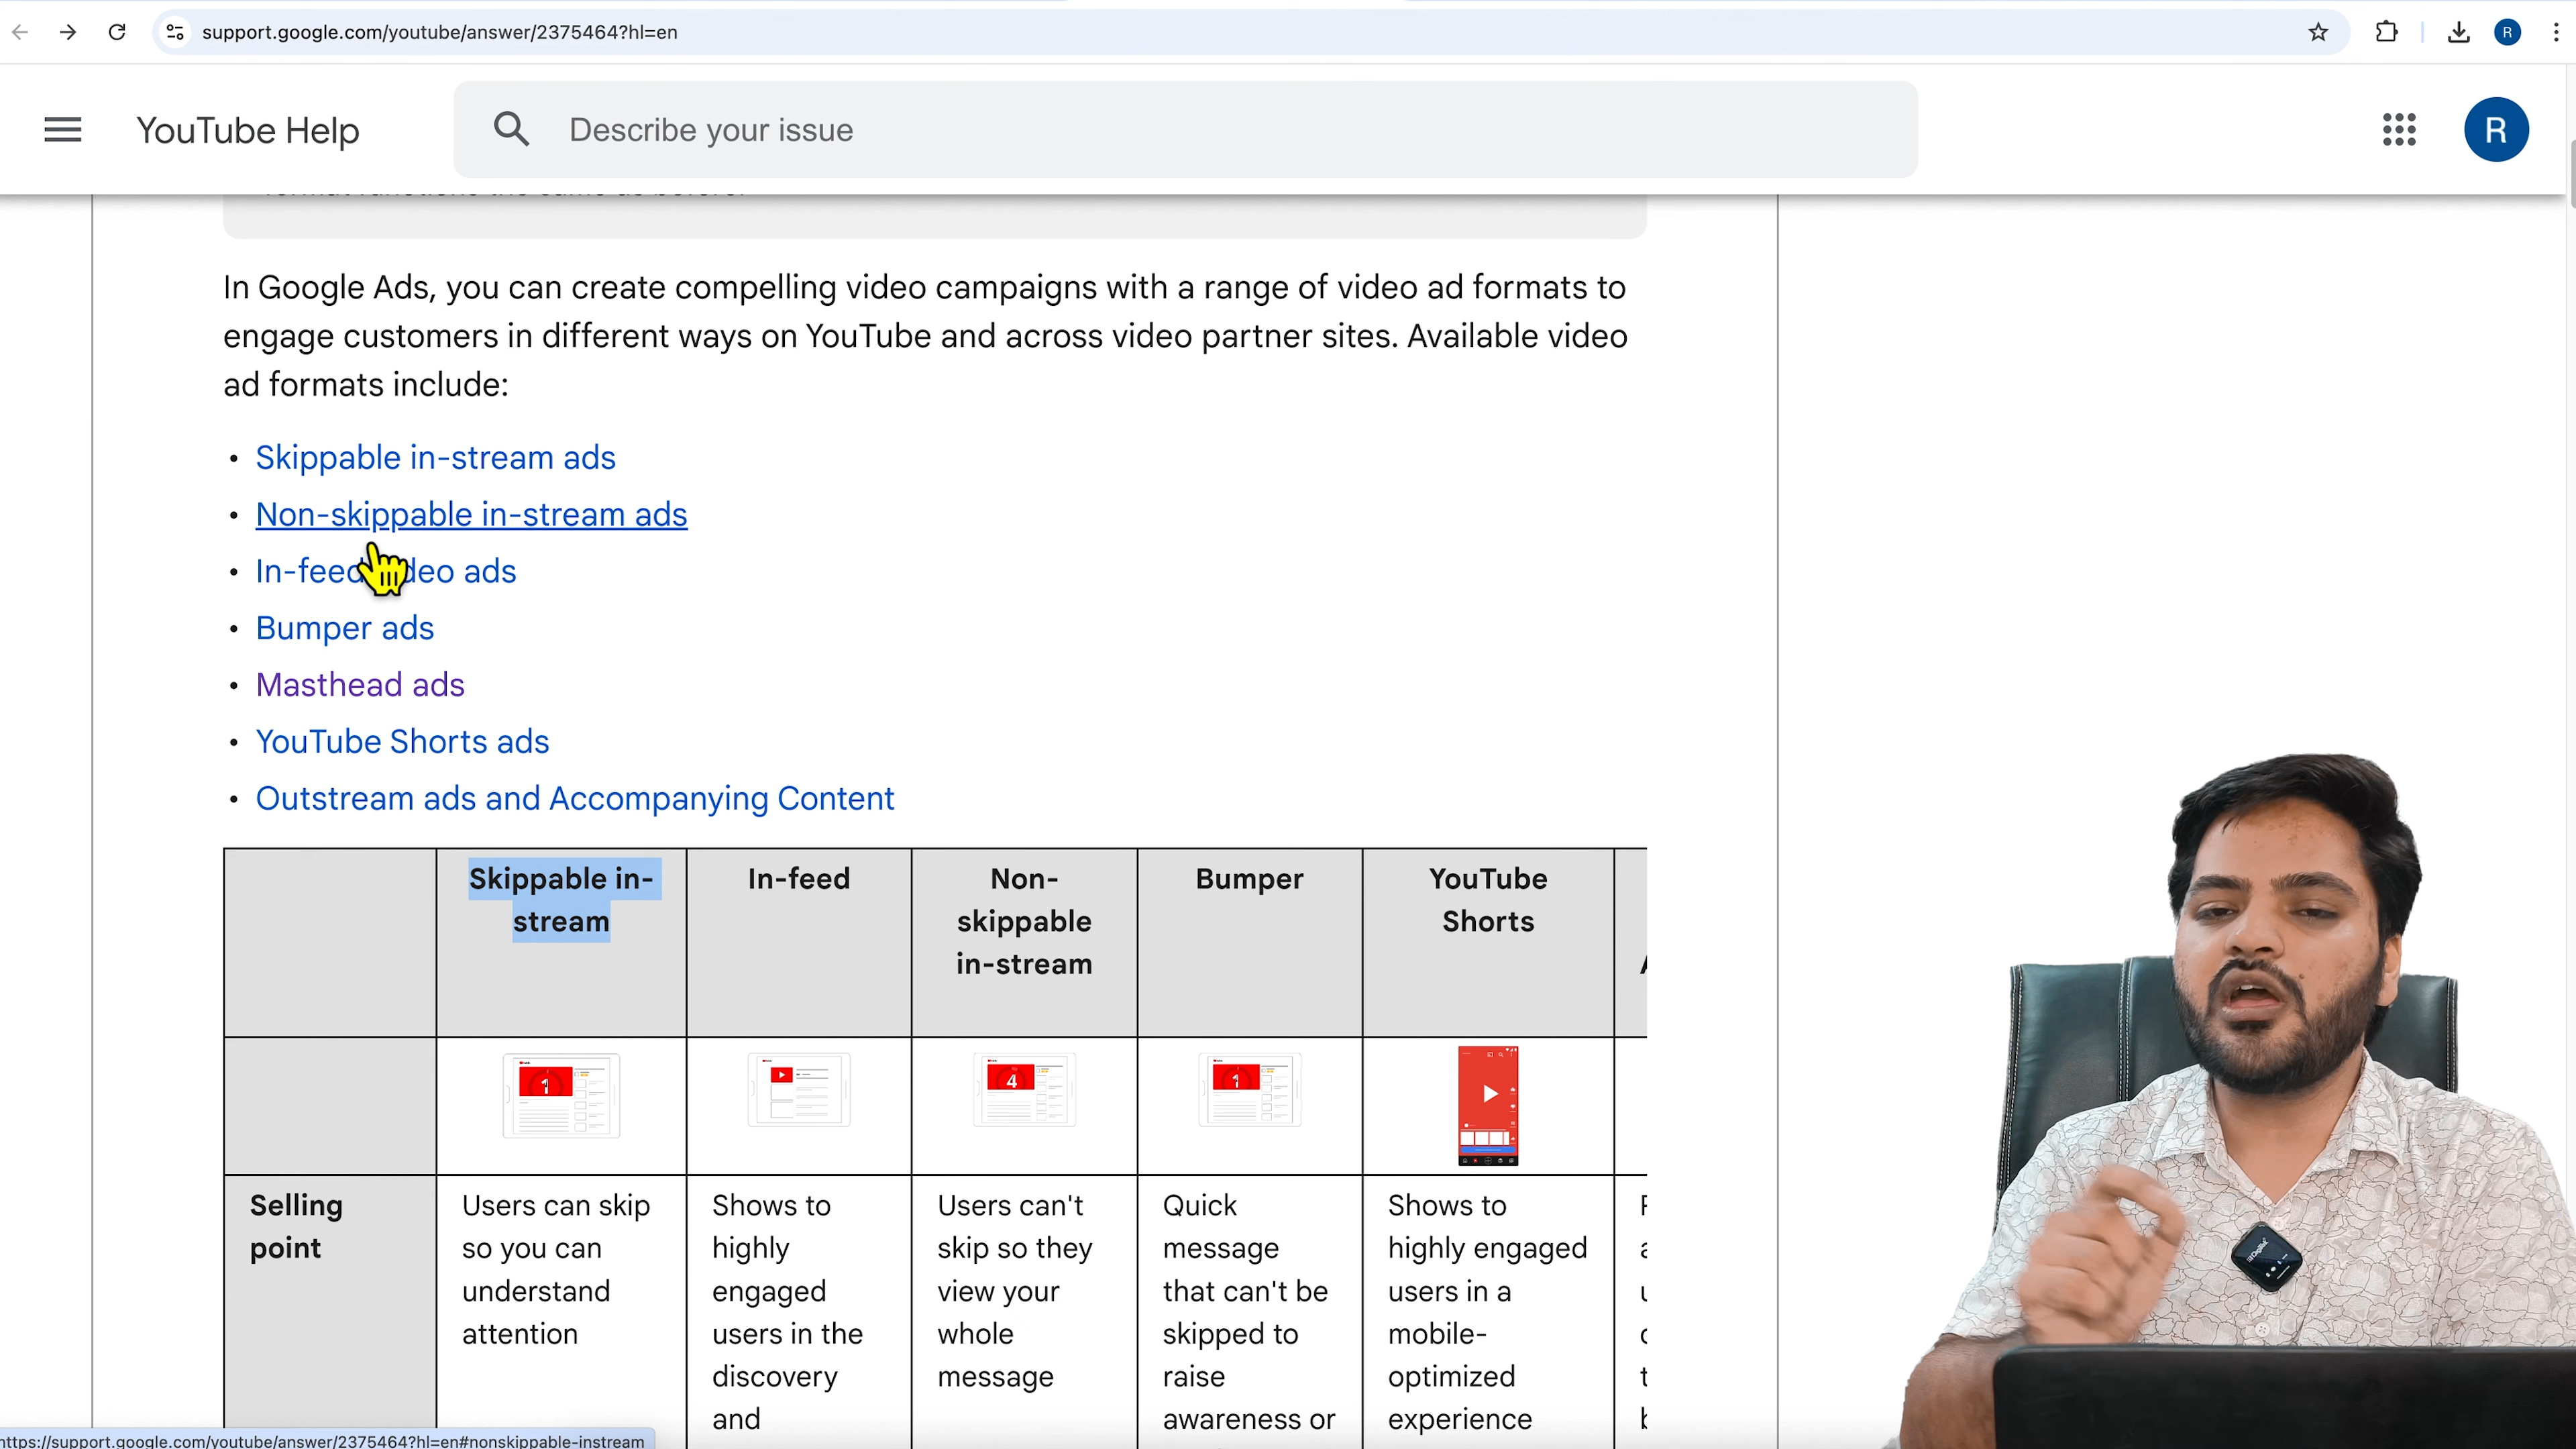 support.google.com/youtube/answer/2375464?hl=en
R
YouTube Help
Describe your issue
R
In Google Ads, you can create compelling video campaigns with a range of video ad formats to
engage customers in different ways on YouTube and across video partner sites. Available video
ad formats include:
• Skippable in-stream ads
• Non-skippable in-stream ads
• In-feed video ads
• Bumper ads
• Masthead ads
• YouTube Shorts ads
• Outstream ads and Accompanying Content
Skippable in-
stream
In-feed
Non-
skippable
in-stream
Bumper
YouTube
Shorts
1
4
1
Selling
point
Users can skip
so you can
understand
attention
Shows to
highly
engaged
users in the
discovery
and
Users can't
skip so they
view your
whole
message
Quick
message
that can't be
skipped to
raise
awareness or
Shows to
highly engaged
users in a
mobile-
optimized
experience
https://support.google.com/youtube/answer/2375464?hl=en#nonskippable-instream